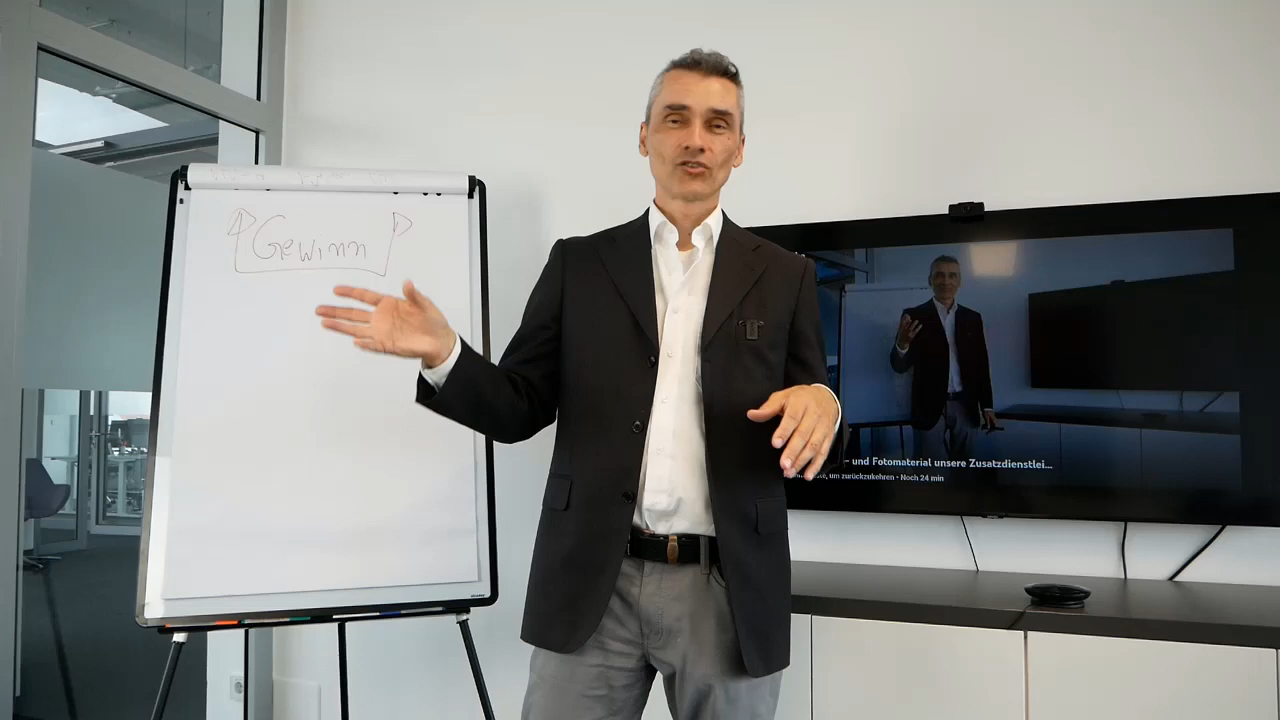 Gewinn
- und Fotomaterial unsere Zusatzdienstlei...
um zurückzukehren • Noch 24 min